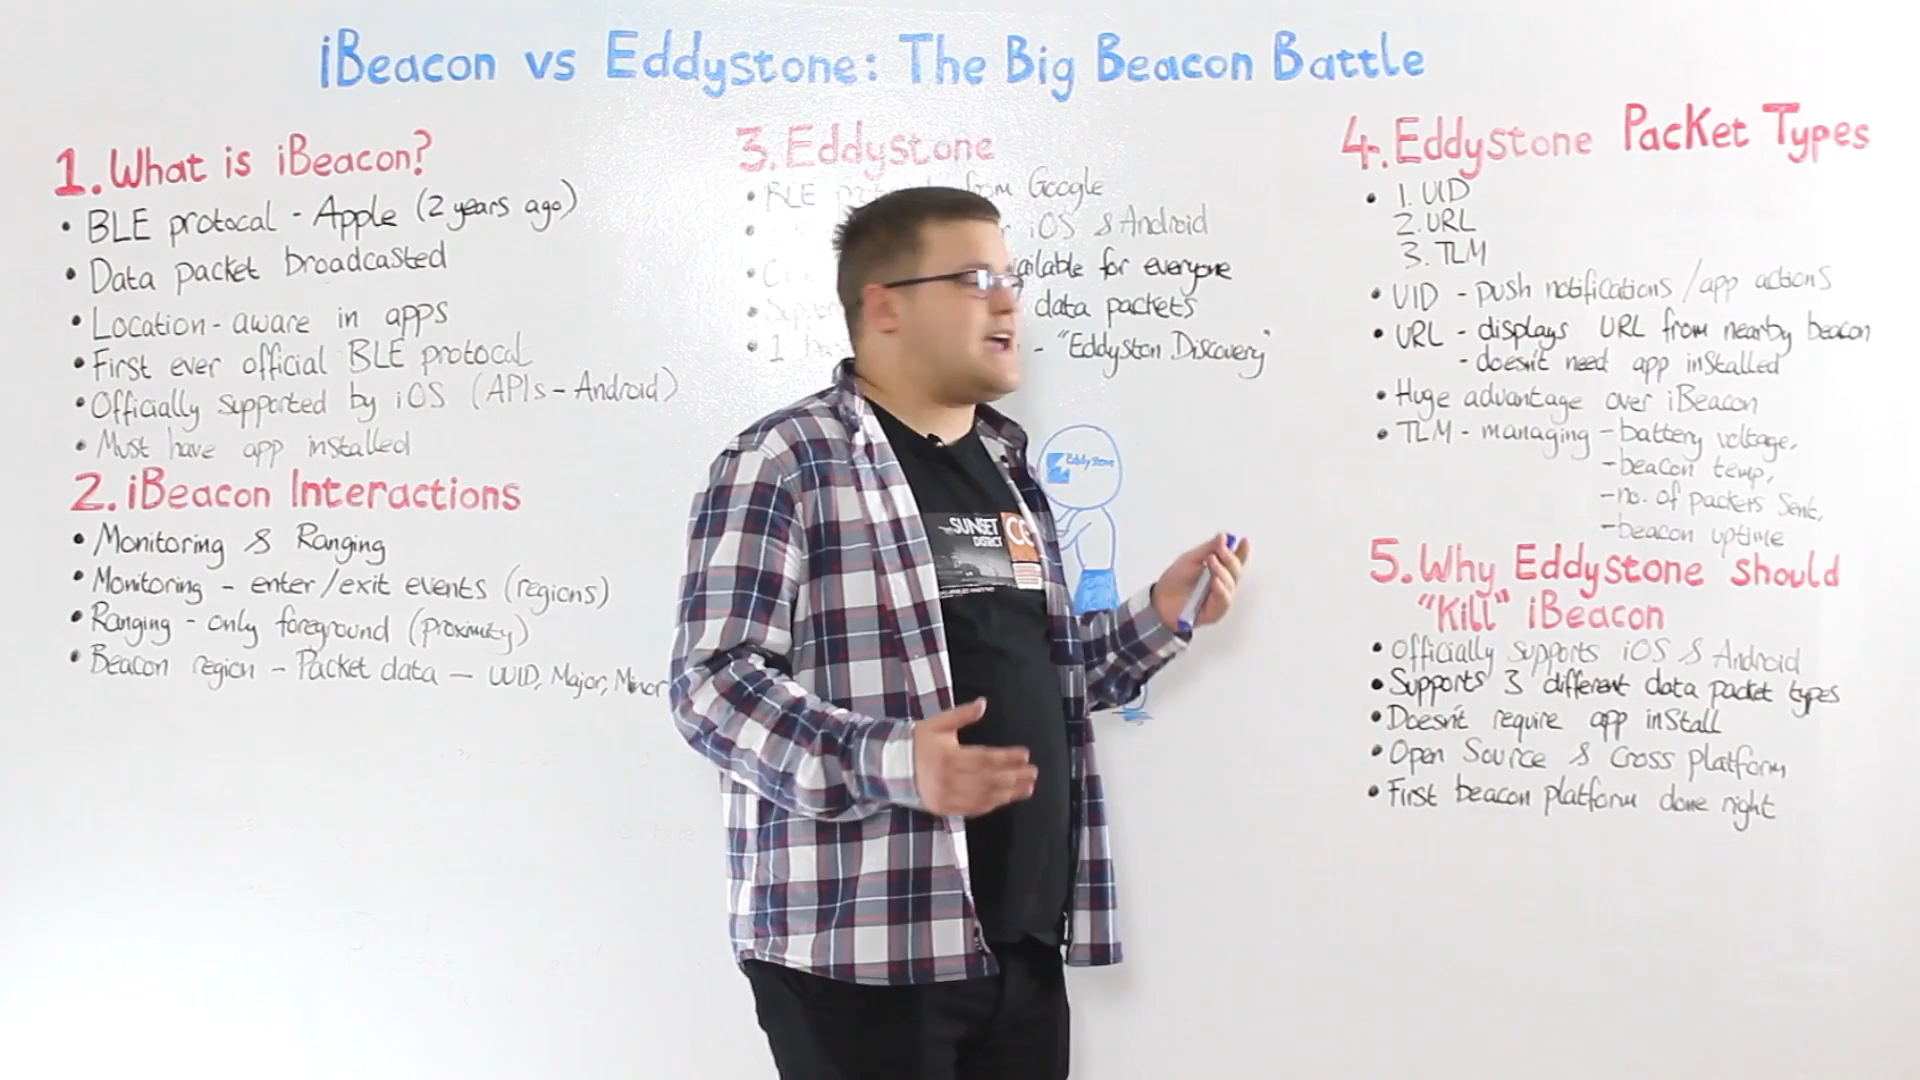 iBeacon vs Eddystone: The Big Beacon Battle
1. What is iBeacon?
• BLE protocal - Apple (2 years ago)
• Data packet broadcasted
• Location-aware in apps
• First ever official BLE protocal
• Officially supported by iOS (APIs - Android)
• Must have app installed
2. iBeacon Interactions
• Monitoring & Ranging
• Monitoring - enter/exit events (regions)
• Ranging - only foreground (proximity)
• Beacon region - Packet data - UUID, Major, Minor
3. Eddystone
• BLE from Google
• iOS & Android
• for everyone
• data packets
• 1 - "Eddyston Discovery"
Eddystone
SUNSET
DISTRICT
4. Eddystone Packet Types
• 1. UID
2. URL
3. TLM
• UID - push notifications/app actions
• URL - displays URL from nearby beacon
- doesn't need app installed
• Huge advantage over iBeacon
• TLM - managing - battery voltage,
- beacon temp,
- no. of packets sent,
- beacon uptime
5. Why Eddystone should
"Kill" iBeacon
• Officially supports iOS & Android
• Supports 3 different data packet types
• Doesn't require app install
• Open Source & Cross platform
• First beacon platform done right